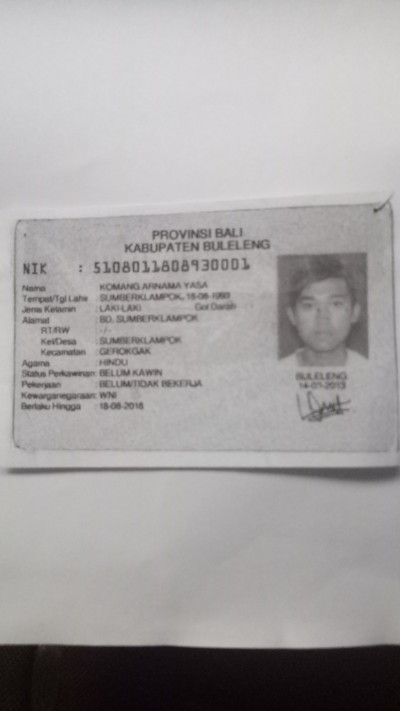 PROVINSI BALI
KABUPATEN BULELENG
NIK : 5108011808930001
Nama : KOMANG ARNAMA YASA
Tempat/Tgl Lahir : SUMBERKLAMPOK, 18-08-1993
Jenis Kelamin : LAKI-LAKI Gol Darah
Alamat : BD. SUMBERKLAMPOK
RT/RW : -/-
Kel/Desa : SUMBERKLAMPOK
Kecamatan : GEROKGAK
Agama : HINDU
Status Perkawinan: BELUM KAWIN
Pekerjaan : BELUM/TIDAK BEKERJA
Kewarganegaraan: WNI
Berlaku Hingga : 18-08-2018
BULELENG
14-03-2013